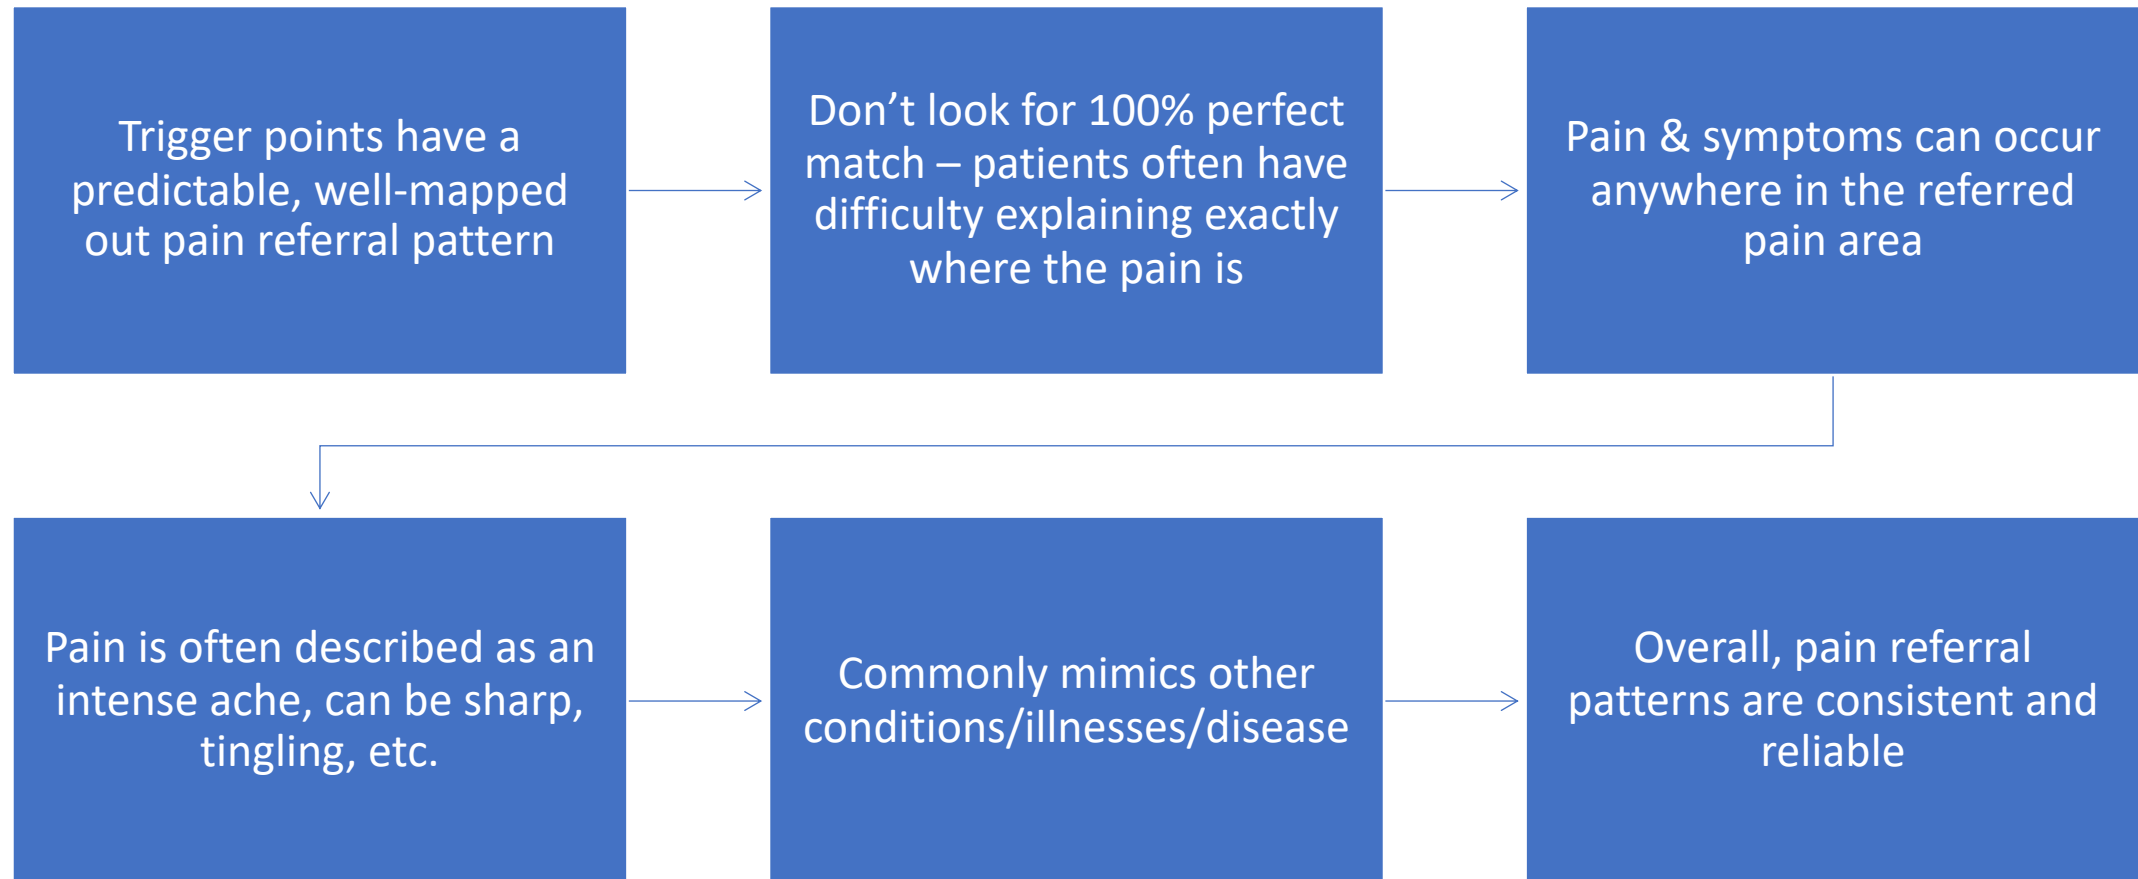 Trigger points have a
predictable, well-mapped
out pain referral pattern
Don’t look for 100% perfect
match – patients often have
difficulty explaining exactly
where the pain is
Pain & symptoms can occur
anywhere in the referred
pain area
Pain is often described as an
intense ache, can be sharp,
tingling, etc.
Commonly mimics other
conditions/illnesses/disease
Overall, pain referral
patterns are consistent and
reliable